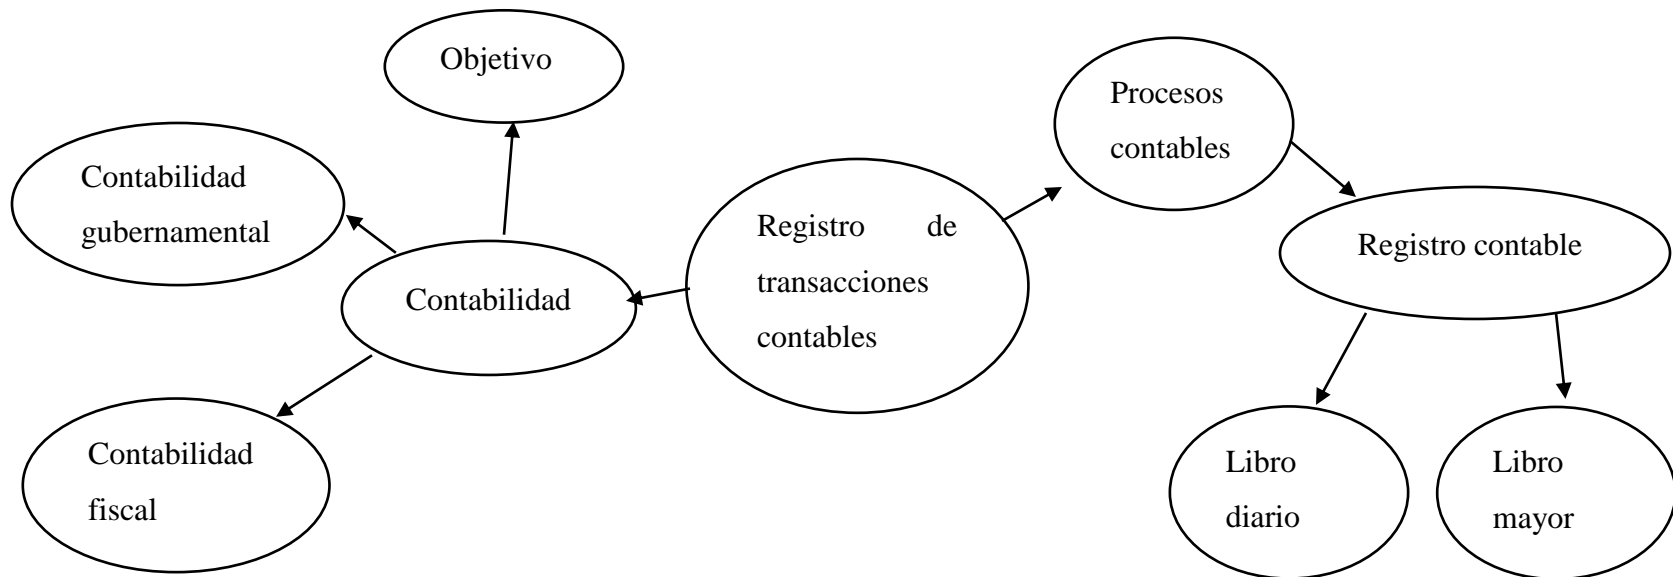 Objetivo
Procesos
contables
Contabilidad
gubernamental
Registro de
transacciones
contables
Registro contable
Contabilidad
Contabilidad
fiscal
Libro
diario
Libro
mayor